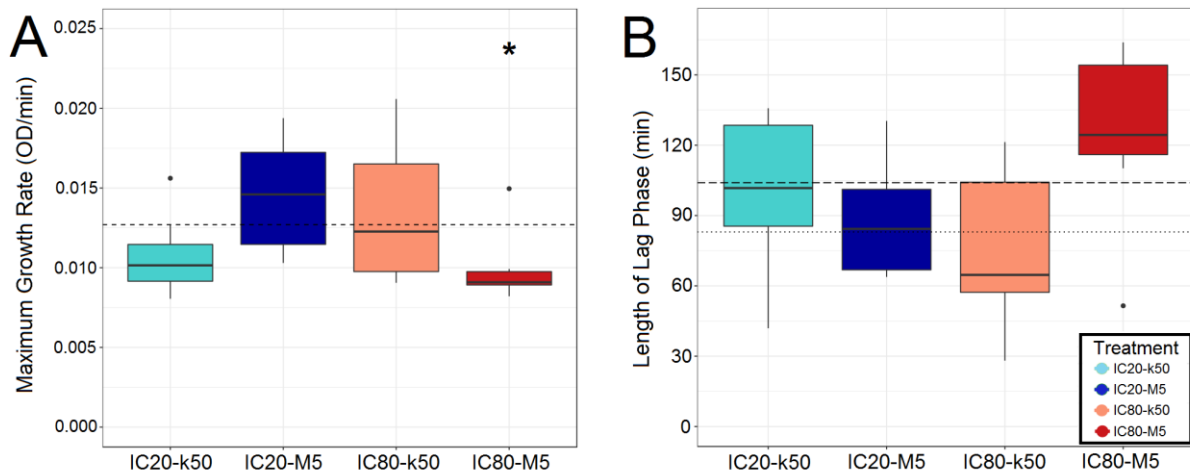 A
Maximum Growth Rate (OD/min)
0.025
0.020
0.015
0.010
0.005
0.000
*
IC20-k50 IC20-M5 IC80-k50 IC80-M5
B
Length of Lag Phase (min)
150
120
90
60
30
0
Treatment
IC20-k50
IC20-M5
IC80-k50
IC80-M5
IC20-k50 IC20-M5 IC80-k50 IC80-M5